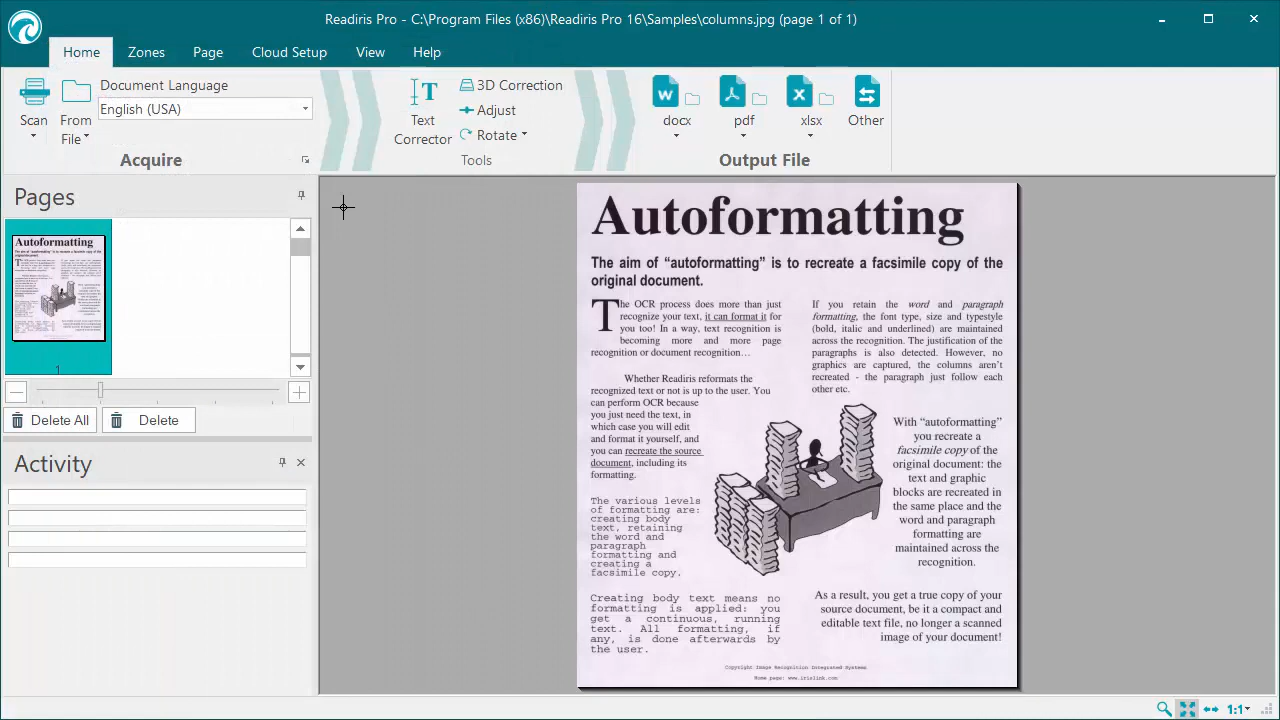 Readiris Pro - C:\Program Files (x86)\Readiris Pro 16\Samples\columns.jpg (page 1 of 1)
Home
Zones
Page
Cloud Setup
View
Help
Scan
From
File
Document Language
English (USA)
Acquire
Text
Corrector
3D Correction
Adjust
Rotate
Tools
docx
pdf
xlsx
Other
Output File
Pages
Autoformatting
1
Delete All
Delete
Activity
Autoformatting
The aim of “autoformatting” is to recreate a facsimile copy of the
original document.
The OCR process does more than just
recognize your text, it can format it for
you too! In a way, text recognition is
becoming more and more page
recognition or document recognition…
Whether Readiris reformats the
recognized text or not is up to the user. You
can perform OCR because
you just need the text, in
which case you will edit
and format it yourself, and
you can recreate the source
document, including its
formatting.
The various levels
of formatting are:
creating body
text, retaining
the word and
paragraph
formatting and
creating a
facsimile copy.
Creating body text means no
formatting is applied: you
get a continuous, running
text. All formatting, if
any, is done afterwards by
the user.
If you retain the word and paragraph
formatting, the font type, size and typestyle
(bold, italic and underlined) are maintained
across the recognition. The justification of the
paragraphs is also detected. However, no
graphics are captured, the columns aren’t
recreated - the paragraph just follow each
other etc.
With “autoformatting”
you recreate a
facsimile copy of the
original document: the
text and graphic
blocks are recreated in
the same place and the
word and paragraph
formatting are
maintained across the
recognition.
As a result, you get a true copy of your
source document, be it a compact and
editable text file, no longer a scanned
image of your document!
Copyright Image Recognition Integrated Systems
Home page: www.irislink.com
1:1